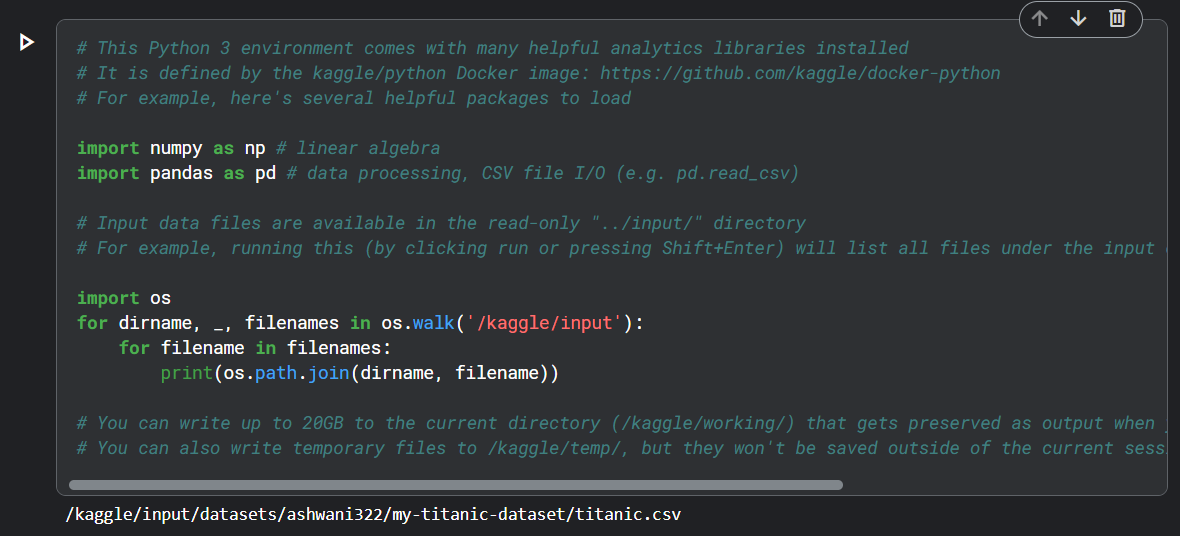 # This Python 3 environment comes with many helpful analytics libraries installed
# It is defined by the kaggle/python Docker image: https://github.com/kaggle/docker-python
# For example, here's several helpful packages to load
import numpy as np # linear algebra
import pandas as pd # data processing, CSV file I/O (e.g. pd.read_csv)
# Input data files are available in the read-only "../input/" directory
# For example, running this (by clicking run or pressing Shift+Enter) will list all files under the input
import os
for dirname, _, filenames in os.walk('/kaggle/input'):
    for filename in filenames:
        print(os.path.join(dirname, filename))
# You can write up to 20GB to the current directory (/kaggle/working/) that gets preserved as output when
# You can also write temporary files to /kaggle/temp/, but they won't be saved outside of the current
/kaggle/input/datasets/ashwani322/my-titanic-dataset/titanic.csv